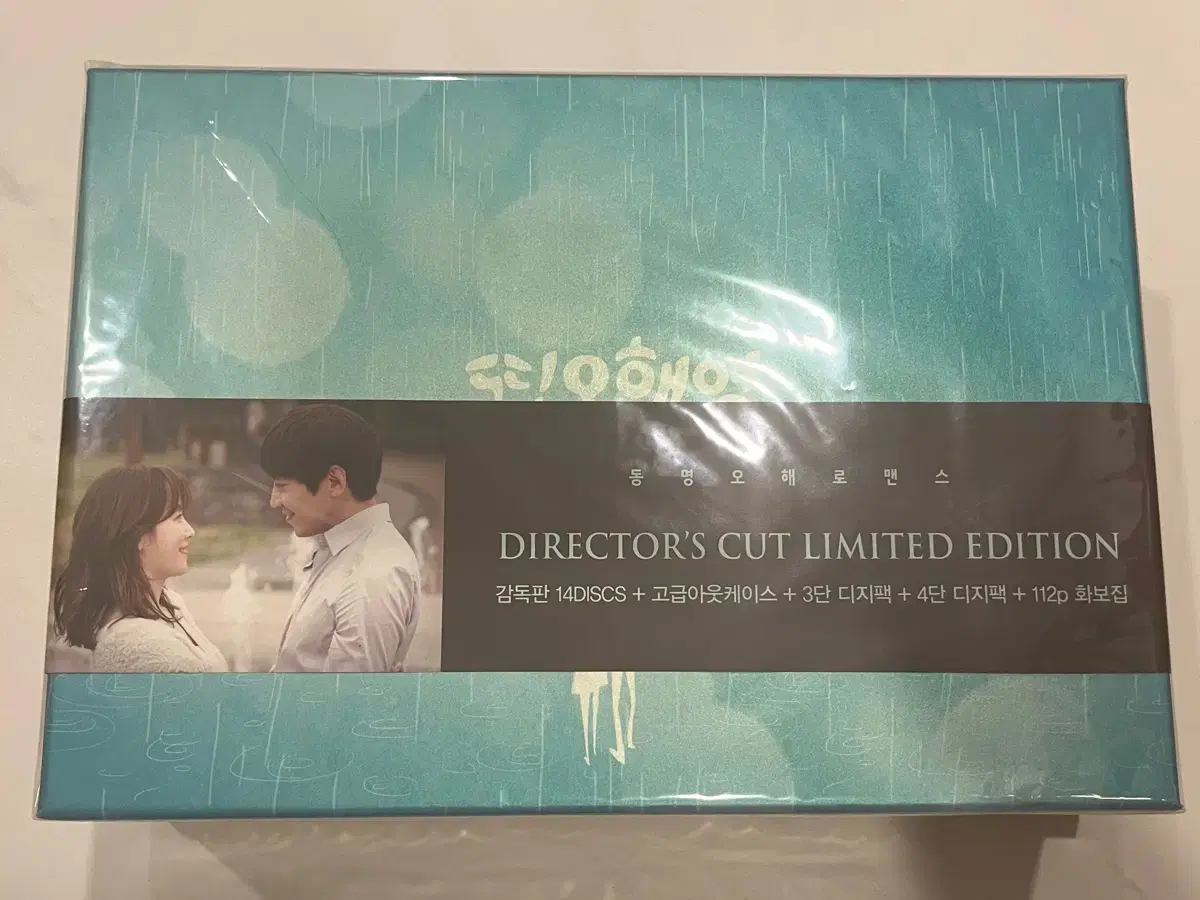 또!오해영
동명오해로맨스
DIRECTOR'S CUT LIMITED EDITION
감독판 14DISCS + 고급아웃케이스 + 3단 디지팩 + 4단 디지팩 + 112p 화보집